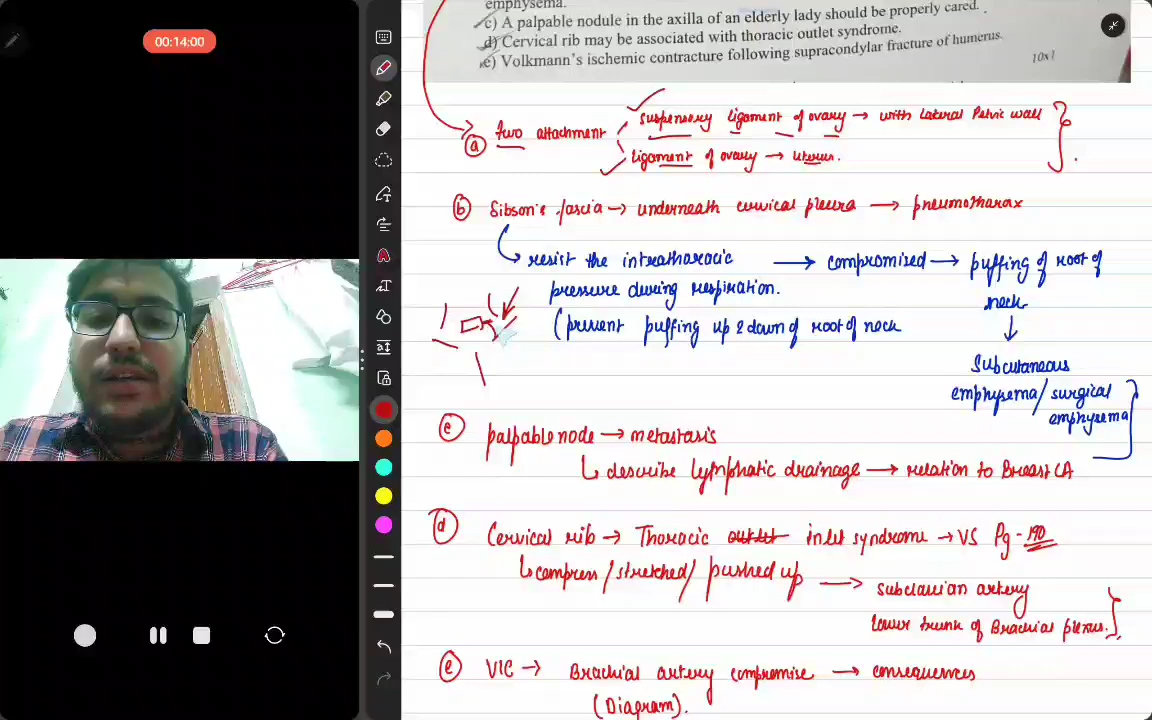 00:14:00
emphysema.
c) A palpable nodule in the axilla of an elderly lady should be properly cared.
d) Cervical rib may be associated with thoracic outlet syndrome.
e) Volkmann's ischemic contracture following supracondylar fracture of humerus.
10x1
a two attachment
suspensory ligament of ovary → with Lateral Pelvic wall
ligament of ovary → uterus.
b Sibson's fascia → underneath cervical pleura → pneumothorax
resist the intrathoracic → compromised → puffing of root of
pressure during respiration. neck
(prevent puffing up & down of root of neck
↓
Subcutaneous
emphysema/surgical
emphysema
c palpable node → metastasis
describe lymphatic drainage → relation to Breast CA
d Cervical rib → Thoracic outlet inlet syndrome → VS Pg - 190
compress/stretched/pushed up → subclavian artery
lower trunk of Brachial plexus.
e VIC → Brachial artery compromise → consequences
(Diagram).